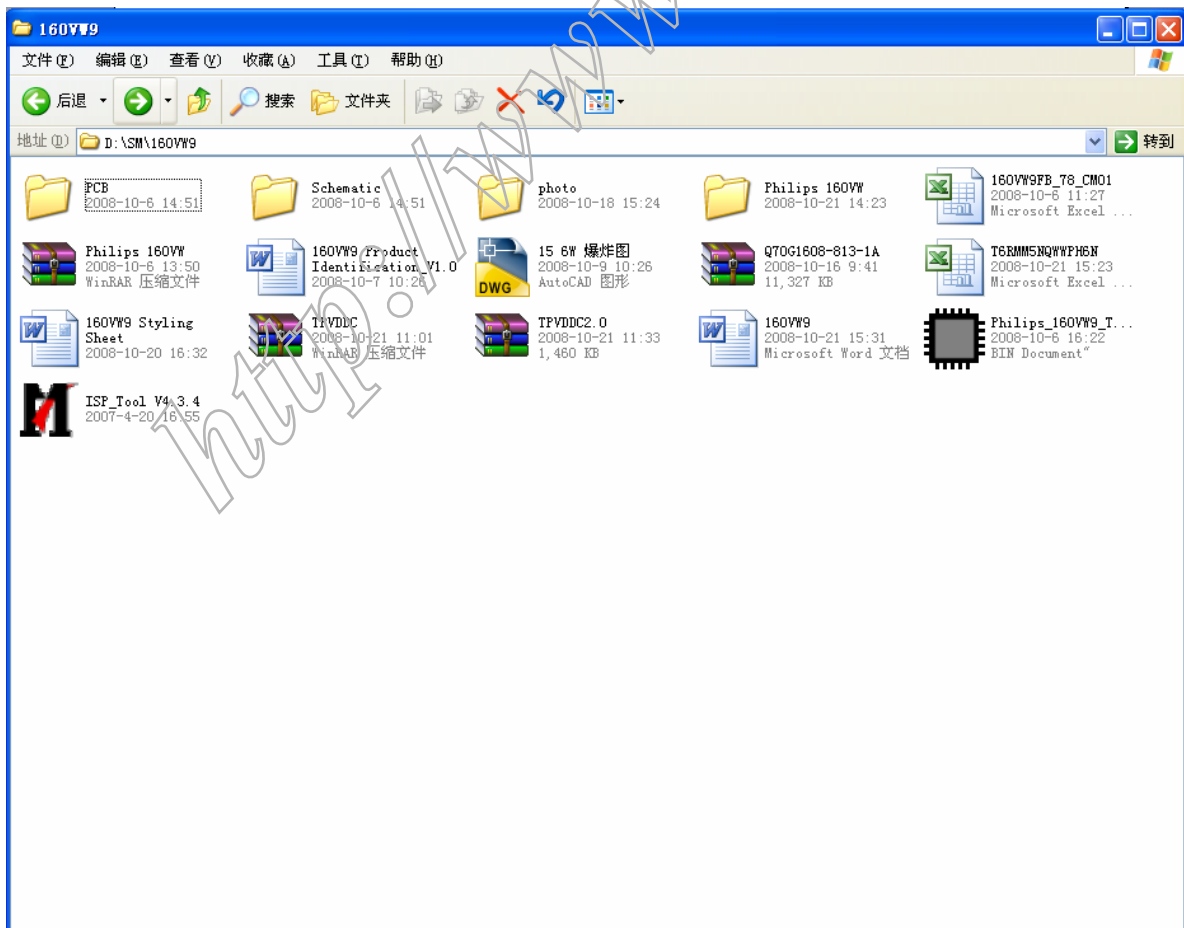 160VW9
文件(F) 编辑(E) 查看(V) 收藏(A) 工具(T) 帮助(H)
后退 搜索 文件夹
地址(D) D:\SM\160VW9 转到
PCB
2008-10-6 14:51
Schematic
2008-10-6 14:51
photo
2008-10-18 15:24
Philips 160VW
2008-10-21 14:23
160VW9FB_78_CMO1
2008-10-6 11:27
Microsoft Excel ...
Philips 160VW
2008-10-6 13:50
WinRAR 压缩文件
160VW9 Product
Identification_V1.0
2008-10-7 10:26
15 6W 爆炸图
2008-10-9 10:26
AutoCAD 图形
DWG
Q70G1608-813-1A
2008-10-16 9:41
11,327 KB
T6RMM5NQWWPH6N
2008-10-21 15:23
Microsoft Excel ...
160VW9 Styling
Sheet
2008-10-20 16:32
TPVDDC
2008-10-21 11:01
WinRAR 压缩文件
TPVDDC2.0
2008-10-21 11:33
1,460 KB
160VW9
2008-10-21 15:31
Microsoft Word 文档
Philips_160VW9_T...
2008-10-6 16:22
BIN Document"
ISP_Tool V4.3.4
2007-4-20 16:55
http://www